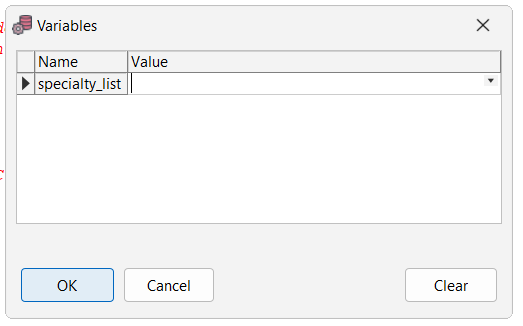 Variables
Name Value
specialty_list
OK Cancel Clear